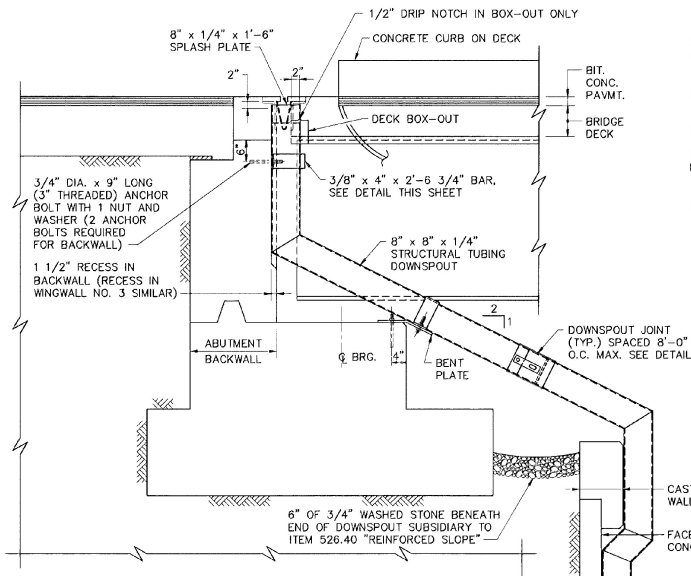 1/2" DRIP NOTCH IN BOX-OUT ONLY
8" x 1/4" x 1'-6"
SPLASH PLATE
CONCRETE CURB ON DECK
2"
2"
BIT.
CONC.
PAVMT.
DECK BOX-OUT
BRIDGE
DECK
6"
3/4" DIA. x 9" LONG
(3" THREADED) ANCHOR
BOLT WITH 1 NUT AND
WASHER (2 ANCHOR
BOLTS REQUIRED
FOR BACKWALL)
3/8" x 4" x 2'-6 3/4" BAR,
SEE DETAIL THIS SHEET
8" x 8" x 1/4"
STRUCTURAL TUBING
DOWNSPOUT
1 1/2" RECESS IN
BACKWALL (RECESS IN
WINGWALL NO. 3 SIMILAR)
2
1
DOWNSPOUT JOINT
(TYP.) SPACED 8'-0"
O.C. MAX. SEE DETAIL
ABUTMENT
BACKWALL
℄ BRG.
4"
BENT
PLATE
6" OF 3/4" WASHED STONE BENEATH
END OF DOWNSPOUT SUBSIDIARY TO
ITEM 526.40 "REINFORCED SLOPE"
CAST
WALL
FACE
CONC